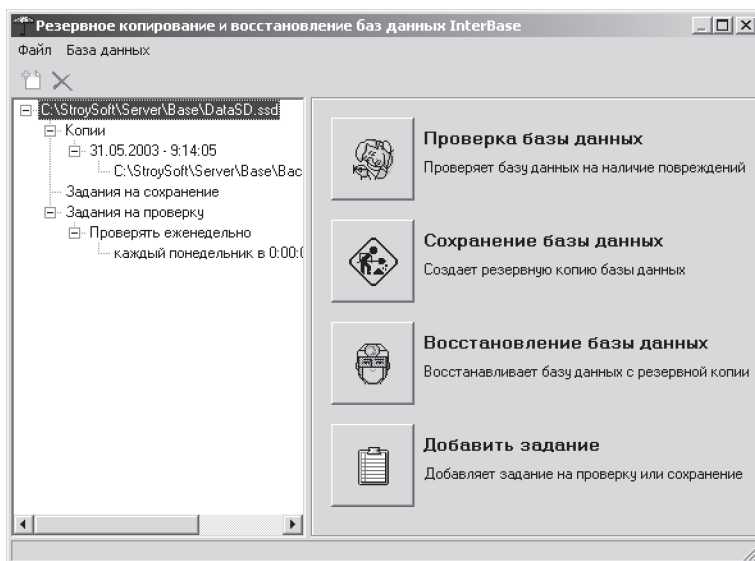 Резервное копирование и восстановление баз данных InterBase
Файл База данных
C:\StroySoft\Server\Base\DataSD.ssd
Копии
31.05.2003 - 9:14:05
C:\StroySoft\Server\Base\Bac
Задания на сохранение
Задания на проверку
Проверять еженедельно
каждый понедельник в 0:00:0
Проверка базы данных
Проверяет базу данных на наличие повреждений
Сохранение базы данных
Создает резервную копию базы данных
Восстановление базы данных
Восстанавливает базу данных с резервной копии
Добавить задание
Добавляет задание на проверку или сохранение